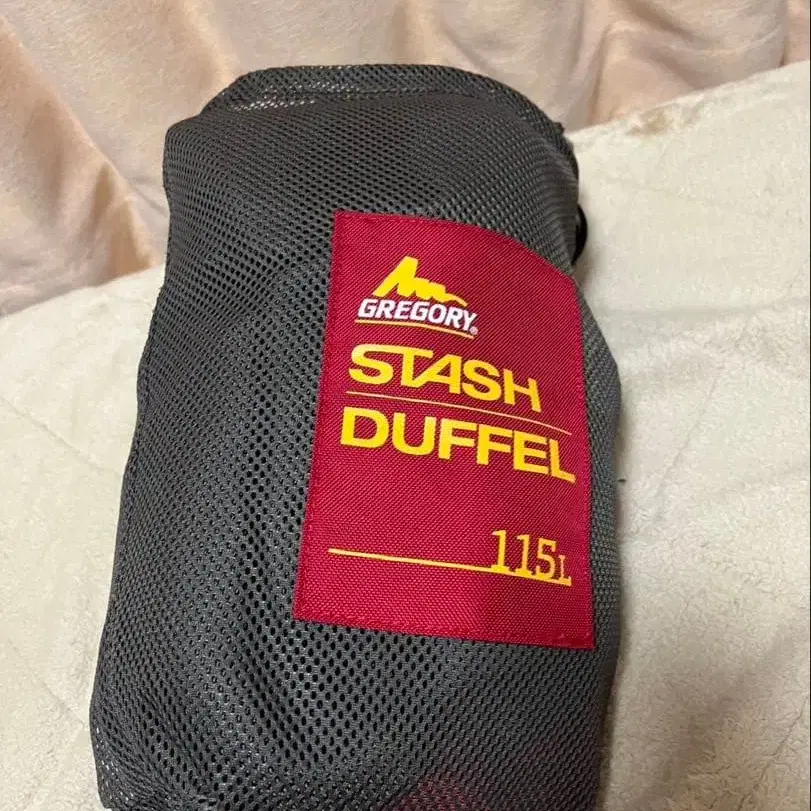 GREGORY®
STASH
DUFFEL
115L